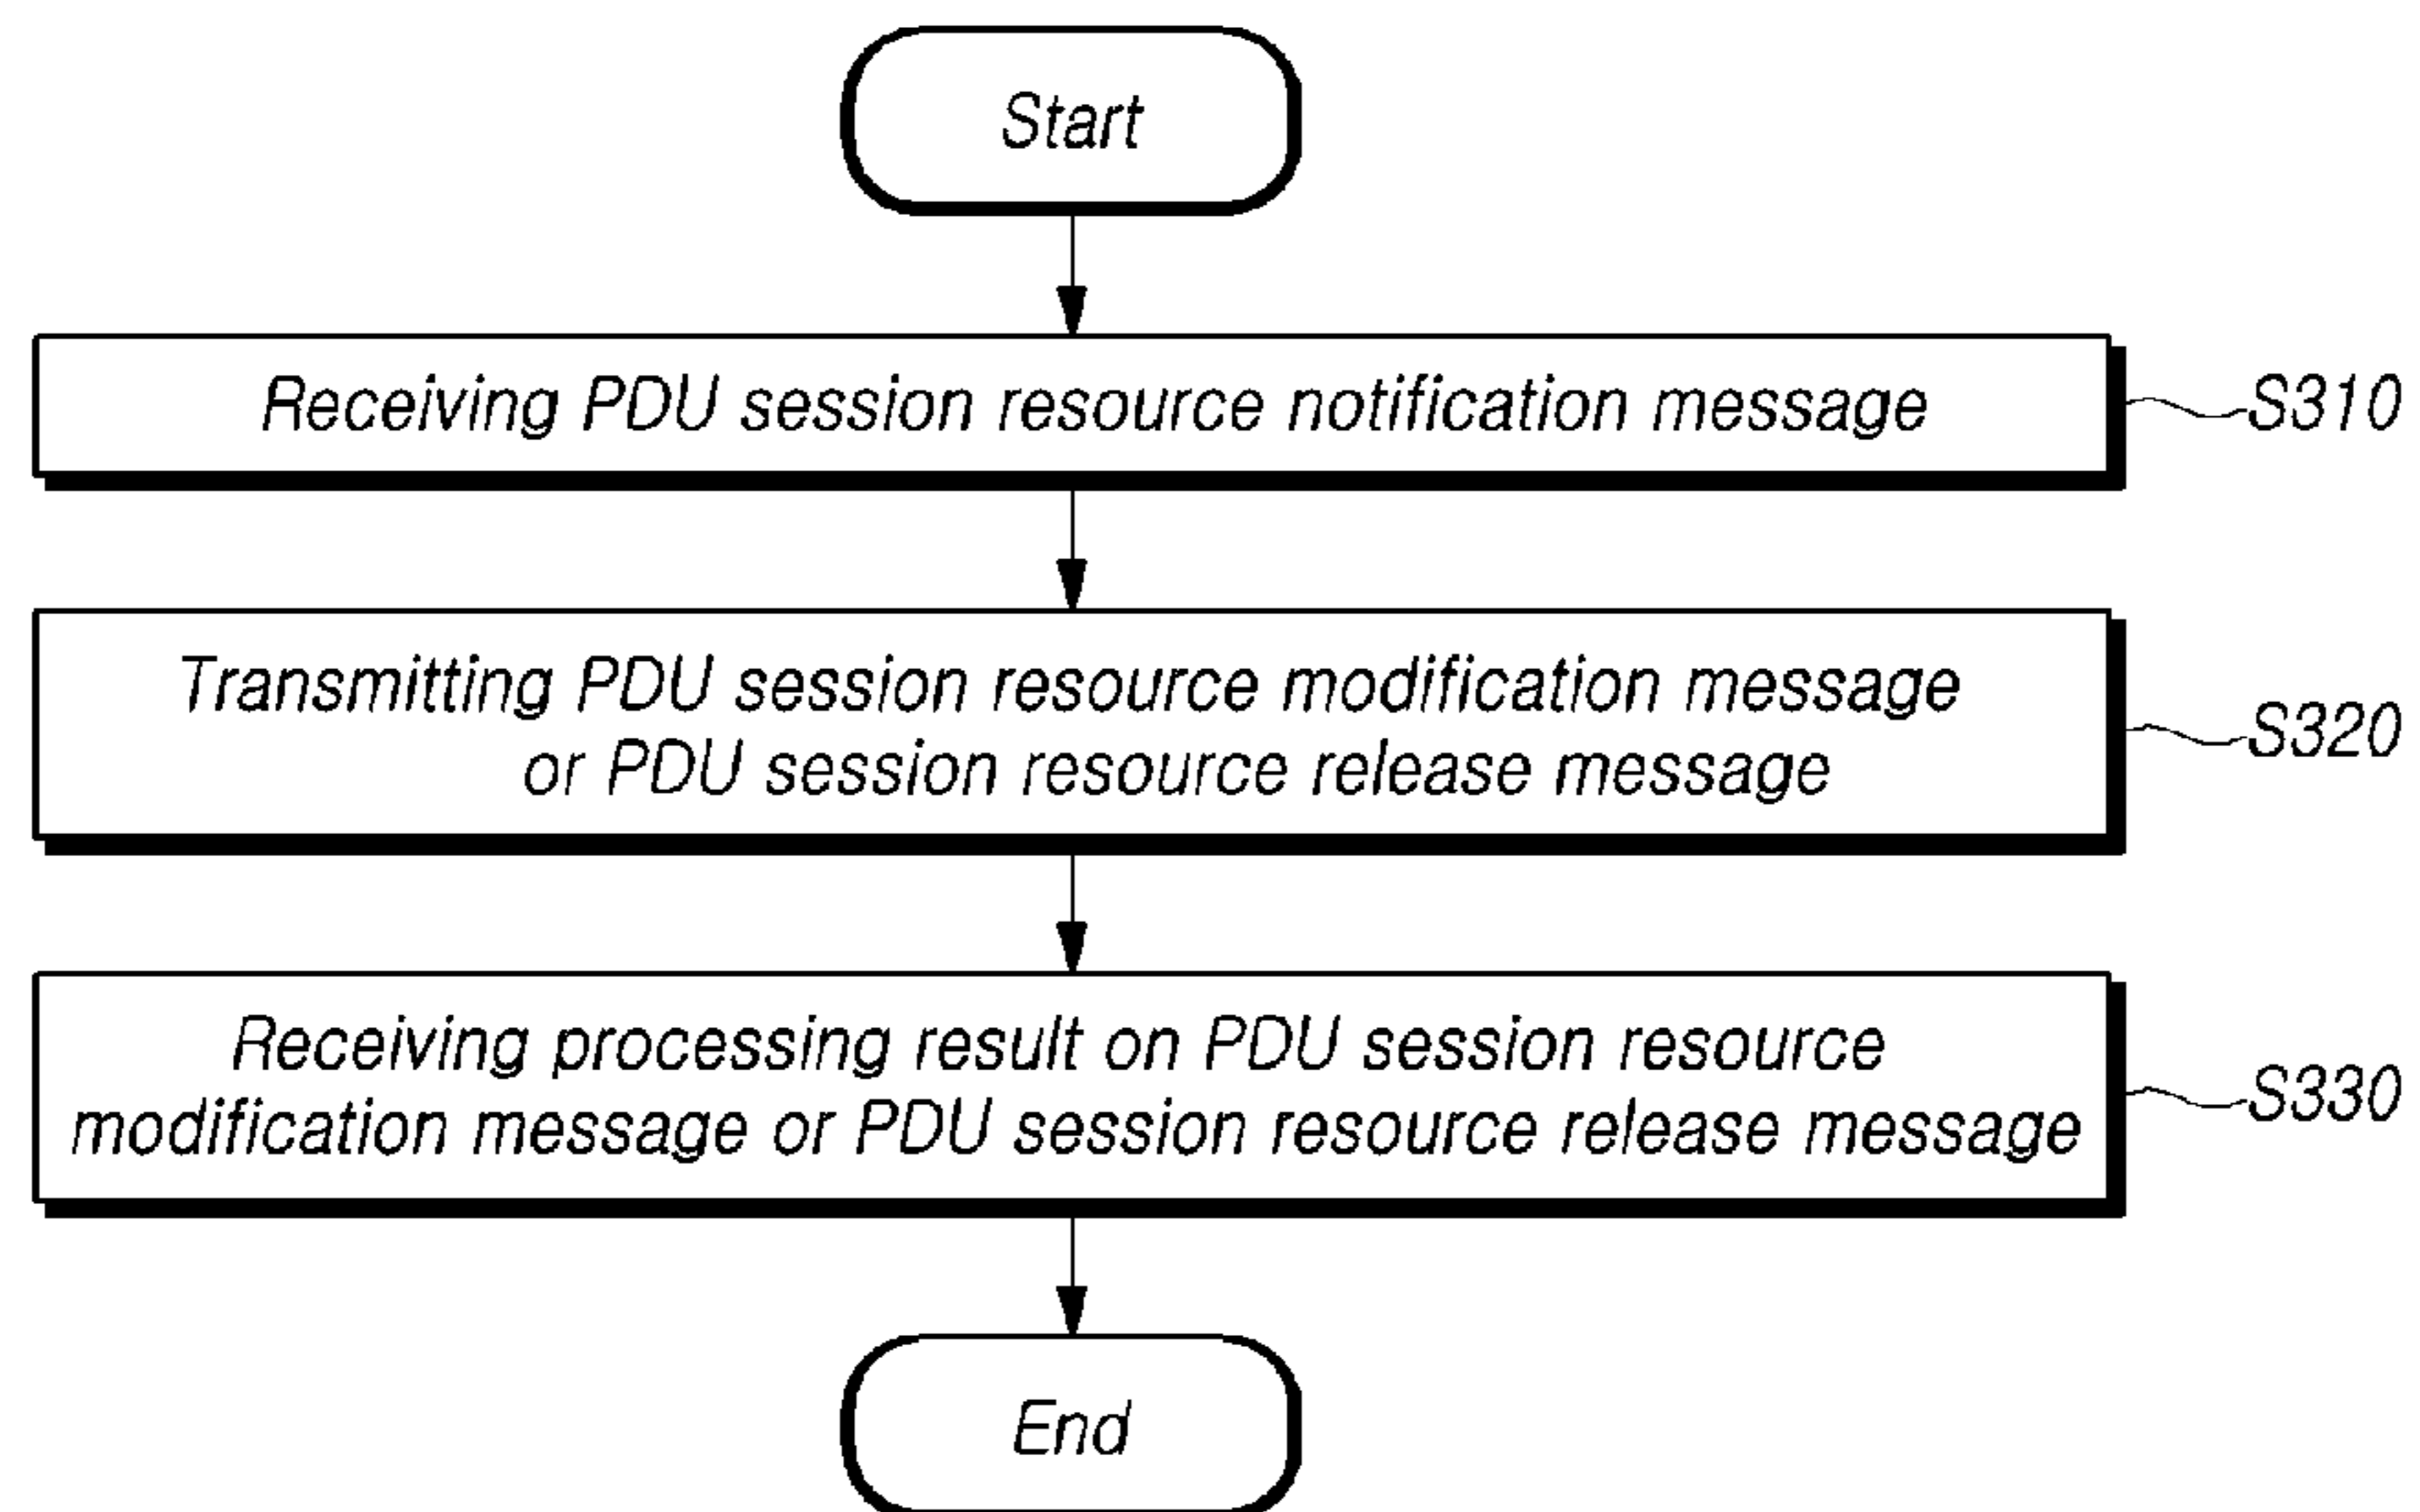 Start
Receiving PDU session resource notification message
S310
Transmitting PDU session resource modification message
or PDU session resource release message
S320
Receiving processing result on PDU session resource
modification message or PDU session resource release message
S330
End